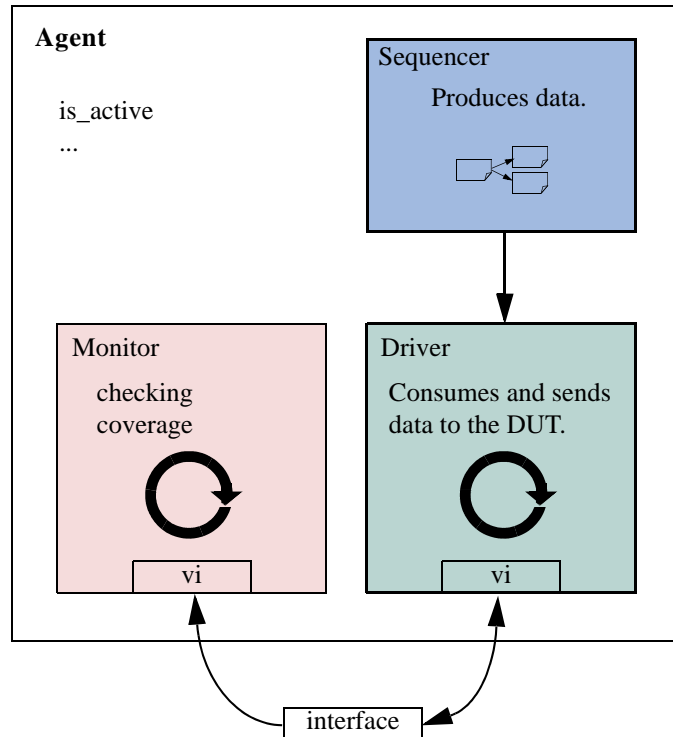 Agent
is_active
...
Sequencer
Produces data.
Monitor
checking
coverage
vi
Driver
Consumes and sends
data to the DUT.
vi
interface